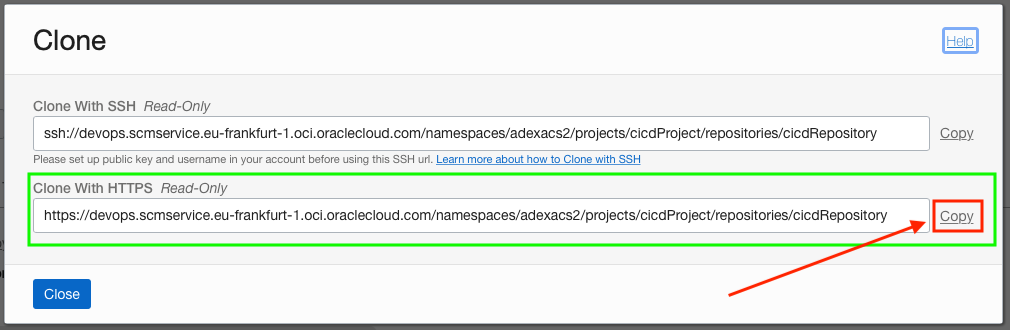 Clone
Help
Clone With SSH Read-Only
ssh://devops.scmservice.eu-frankfurt-1.oci.oraclecloud.com/namespaces/adexacs2/projects/cicdProject/repositories/cicdRepository
Copy
Please set up public key and username in your account before using this SSH url. Learn more about how to Clone with SSH
Clone With HTTPS Read-Only
https://devops.scmservice.eu-frankfurt-1.oci.oraclecloud.com/namespaces/adexacs2/projects/cicdProject/repositories/cicdRepository
Copy
Close